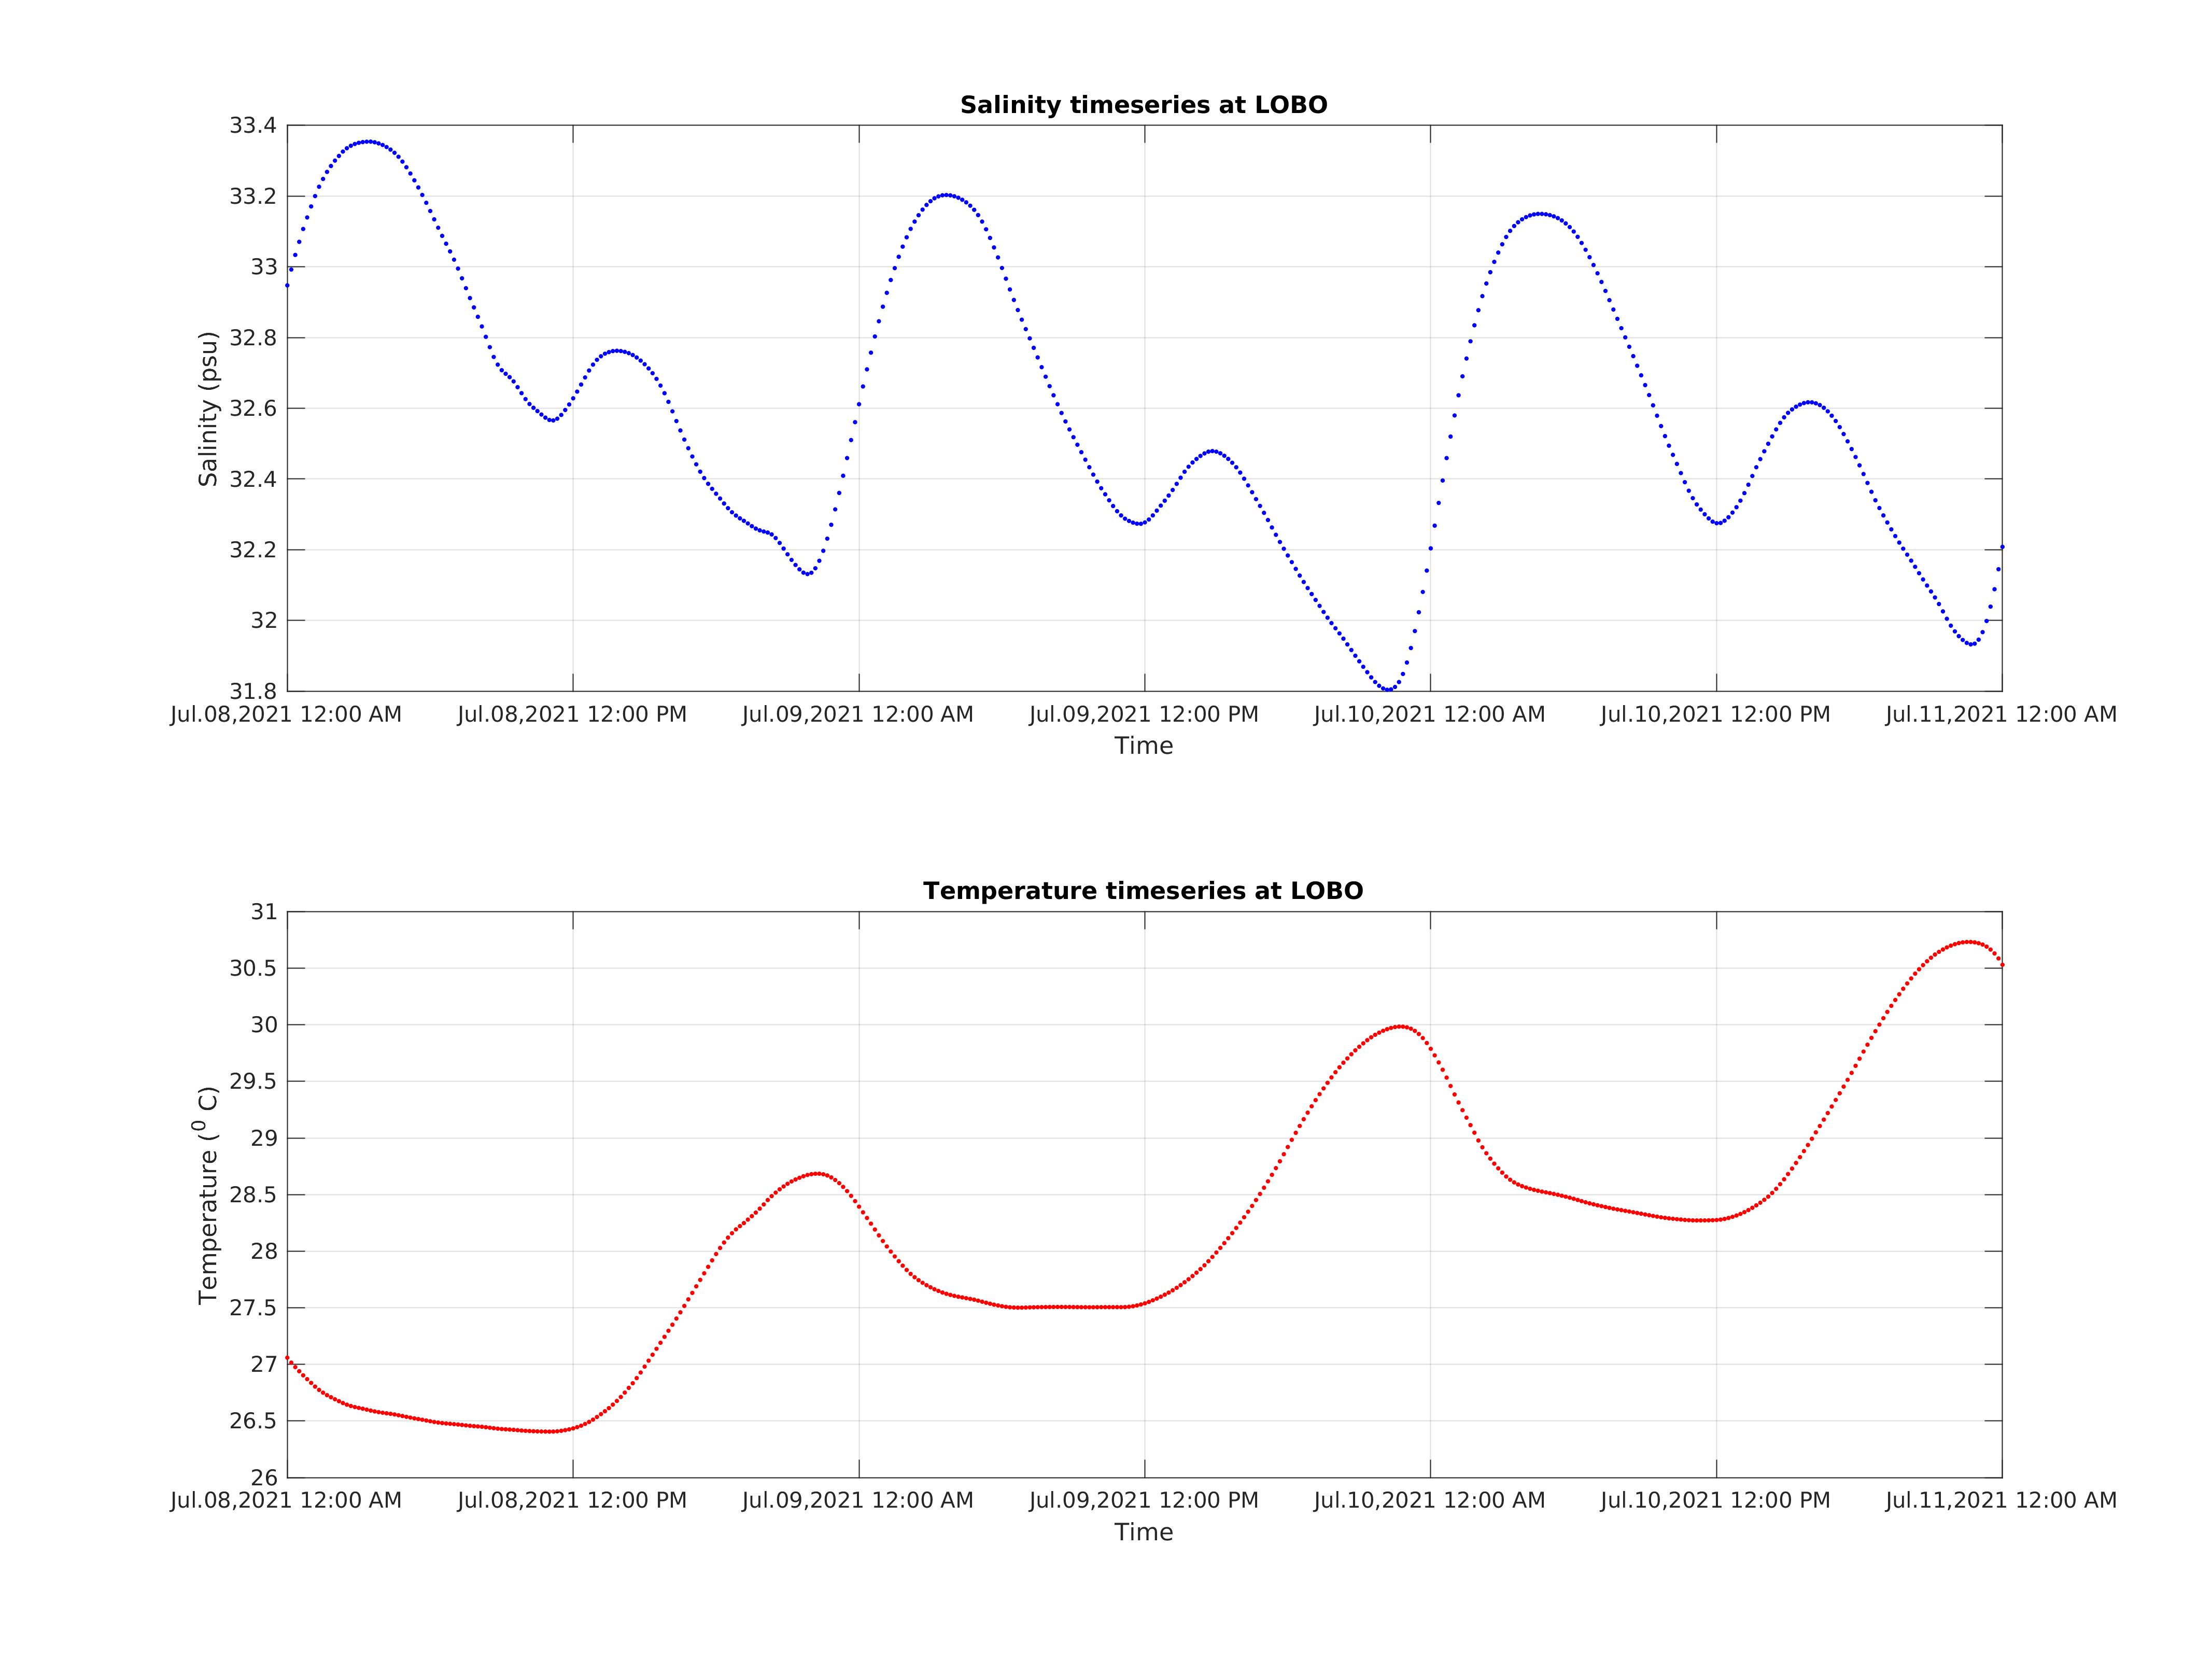 Salinity timeseries at LOBO
33.4
33.2
33
32.8
32.6
32.4
32.2
32
31.8
Salinity (psu)
Jul.08,2021 12:00 AM Jul.08,2021 12:00 PM Jul.09,2021 12:00 AM Jul.09,2021 12:00 PM Jul.10,2021 12:00 AM Jul.10,2021 12:00 PM Jul.11,2021 12:00 AM
Time
Temperature timeseries at LOBO
31
30.5
30
29.5
29
28.5
28
27.5
27
26.5
26
Temperature (⁰ C)
Jul.08,2021 12:00 AM Jul.08,2021 12:00 PM Jul.09,2021 12:00 AM Jul.09,2021 12:00 PM Jul.10,2021 12:00 AM Jul.10,2021 12:00 PM Jul.11,2021 12:00 AM
Time